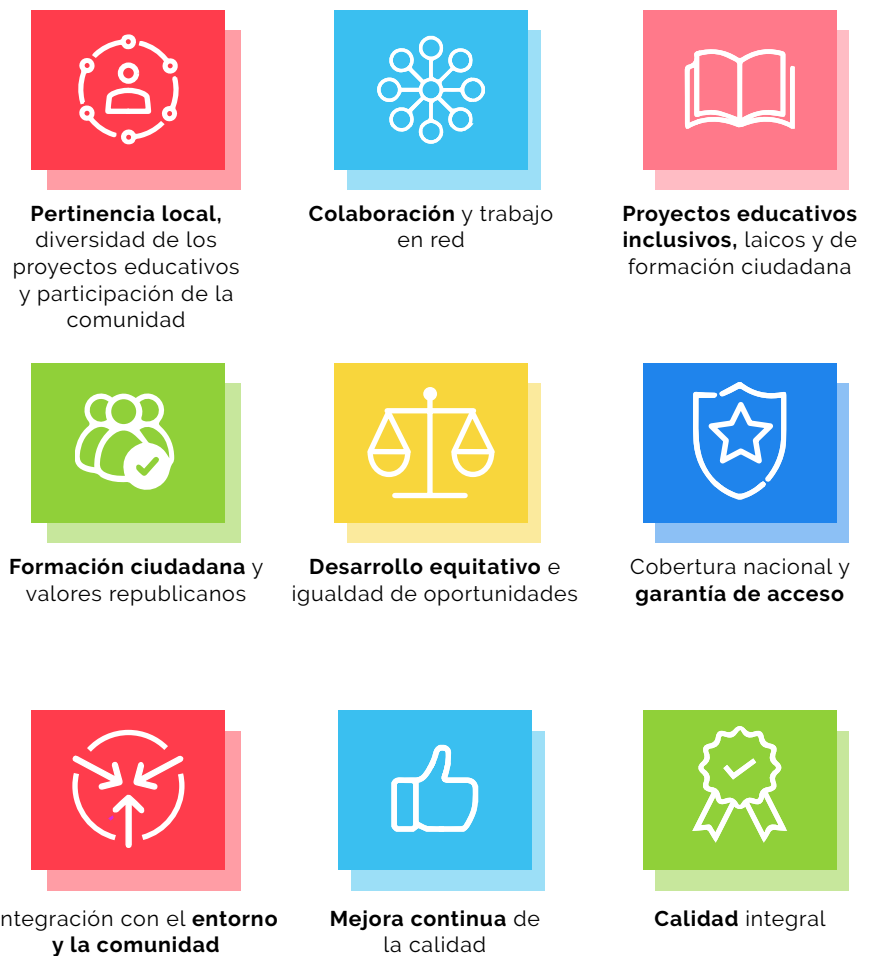 Pertinencia local,
diversidad de los
proyectos educativos
y participación de la
comunidad
Colaboración y trabajo
en red
Proyectos educativos
inclusivos, laicos y de
formación ciudadana
Formación ciudadana y
valores republicanos
Desarrollo equitativo e
igualdad de oportunidades
Cobertura nacional y
garantía de acceso
ntegración con el entorno
y la comunidad
Mejora continua de
la calidad
Calidad integral